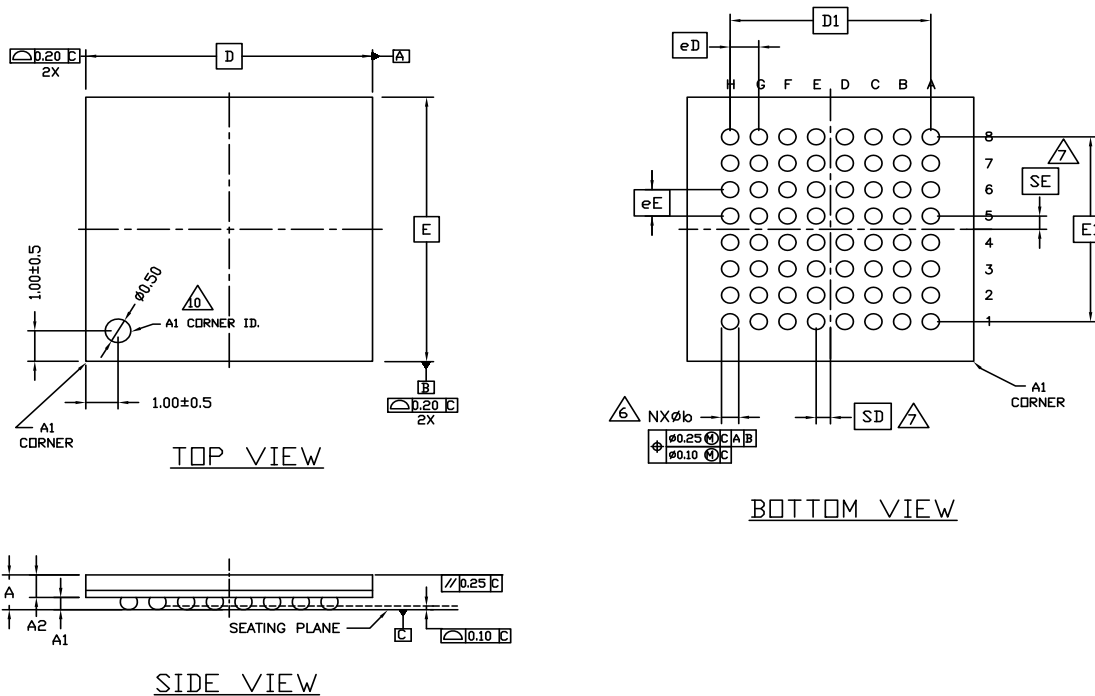 ⌓ 0.20 C
2X
D
A
E
1.00±0.5
ø0.50
10
A1 CORNER ID.
B
⌓ 0.20 C
2X
1.00±0.5
A1
CORNER
TOP VIEW
D1
eD
H G F E D C B A
8
7
7
6
SE
eE
5
E1
4
3
2
1
A1
CORNER
6 NXøb
SD 7
⌖ ø0.25 Ⓜ C A B
ø0.10 Ⓜ C
BOTTOM VIEW
A
A2
A1
// 0.25 C
SEATING PLANE
C
⌓ 0.10 C
SIDE VIEW